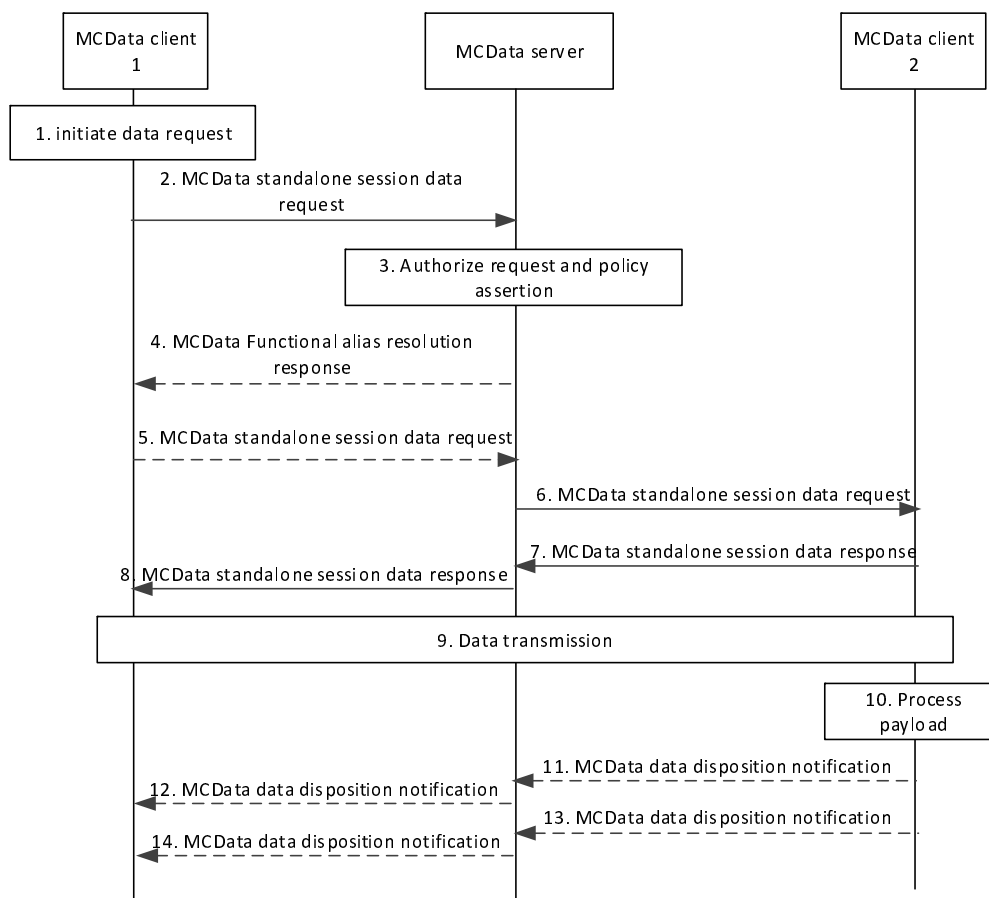 MCData client
1
MCData server
MCData client
2
1. initiate data request
2. MCData standalone session data
request
3. Authorize request and policy
assertion
4. MCData Functional alias resolution
response
5. MCData standalone session data request
6. MCData standalone session data request
7. MCData standalone session data response
8. MCData standalone session data response
9. Data transmission
10. Process
payload
11. MCData data disposition notification
12. MCData data disposition notification
13. MCData data disposition notification
14. MCData data disposition notification